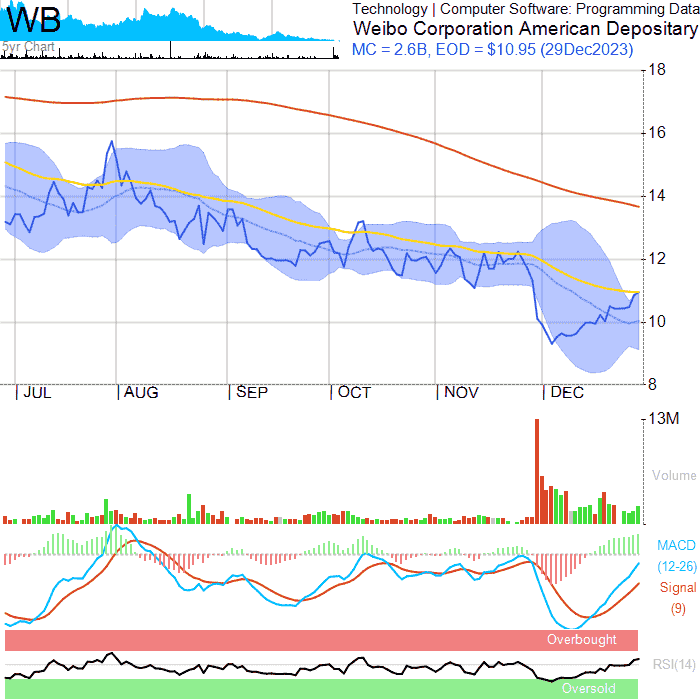 WB
5yr Chart
Technology | Computer Software: Programming Data
Weibo Corporation American Depositary
MC = 2.6B, EOD = $10.95 (29Dec2023)
18
16
14
12
10
8
JUL AUG SEP OCT NOV DEC
13M
Volume
MACD
(12-26)
Signal
(9)
Overbought
RSI(14)
Oversold